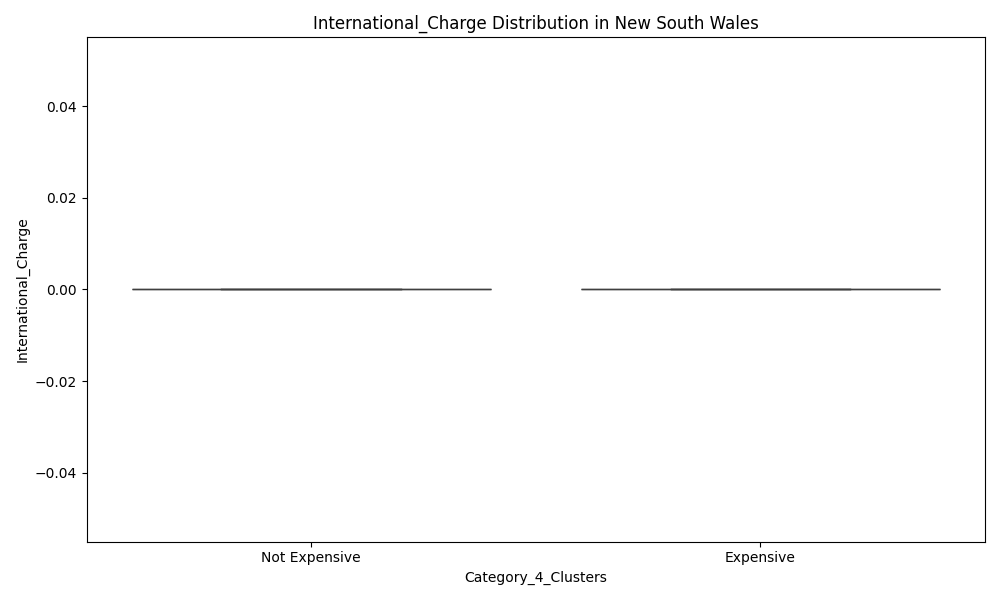 International_Charge Distribution in New South Wales
0.04
0.02
0.00
−0.02
−0.04
International_Charge
Not Expensive
Expensive
Category_4_Clusters